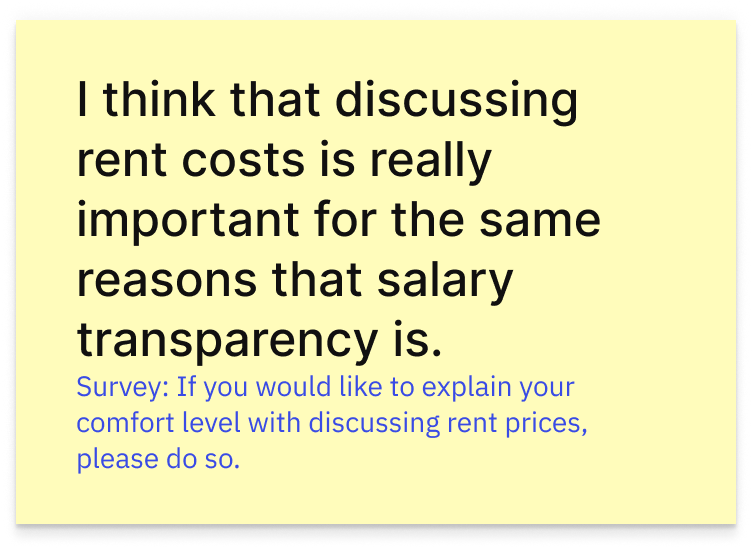 I think that discussing
rent costs is really
important for the same
reasons that salary
transparency is.
Survey: If you would like to explain your
comfort level with discussing rent prices,
please do so.